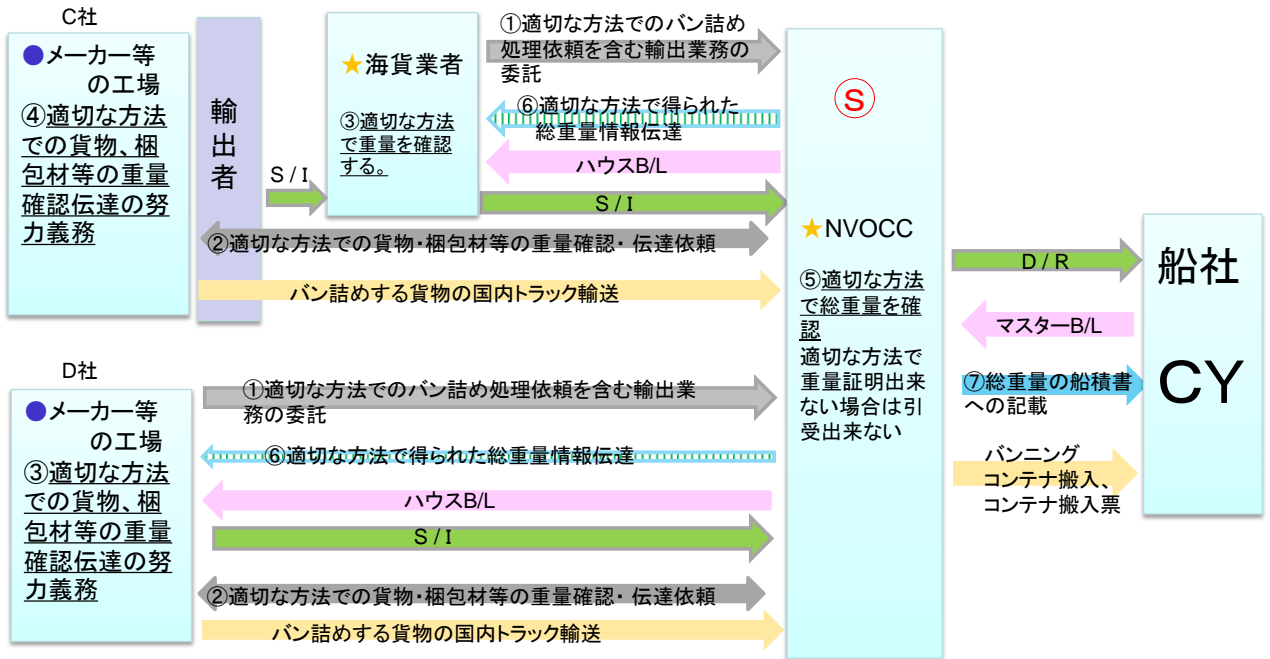 C社
●メーカー等
の工場
④適切な方法
での貨物、梱
包材等の重量
確認伝達の努
力義務
輸出者
S / I
★海貨業者
③適切な方法
で重量を確認
する。
①適切な方法でのバン詰め
処理依頼を含む輸出業務の
委託
⑥適切な方法で得られた
総重量情報伝達
ハウスB/L
S / I
②適切な方法での貨物・梱包材等の重量確認・ 伝達依頼
バン詰めする貨物の国内トラック輸送
Ⓢ
★NVOCC
⑤適切な方法
で総重量を確
認
適切な方法で
重量証明出来
ない場合は引
受出来ない
D / R
マスターB/L
⑦総重量の船積書
への記載
バンニング
コンテナ搬入、
コンテナ搬入票
船社
CY
D社
●メーカー等
の工場
③適切な方法
での貨物、梱
包材等の重量
確認伝達の努
力義務
①適切な方法でのバン詰め処理依頼を含む輸出業
務の委託
⑥適切な方法で得られた総重量情報伝達
ハウスB/L
S / I
②適切な方法での貨物・梱包材等の重量確認・ 伝達依頼
バン詰めする貨物の国内トラック輸送